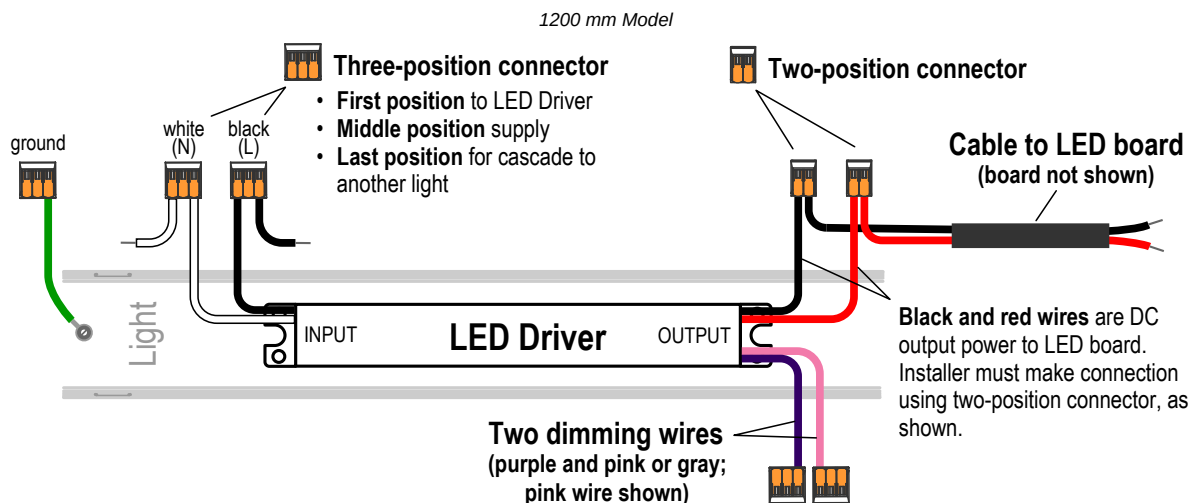 1200 mm Model
Three-position connector
• First position to LED Driver
• Middle position supply
• Last position for cascade to
another light
Two-position connector
ground
white
(N)
black
(L)
Cable to LED board
(board not shown)
Light
INPUT
LED Driver
OUTPUT
Black and red wires are DC
output power to LED board.
Installer must make connection
using two-position connector, as
shown.
Two dimming wires
(purple and pink or gray;
pink wire shown)